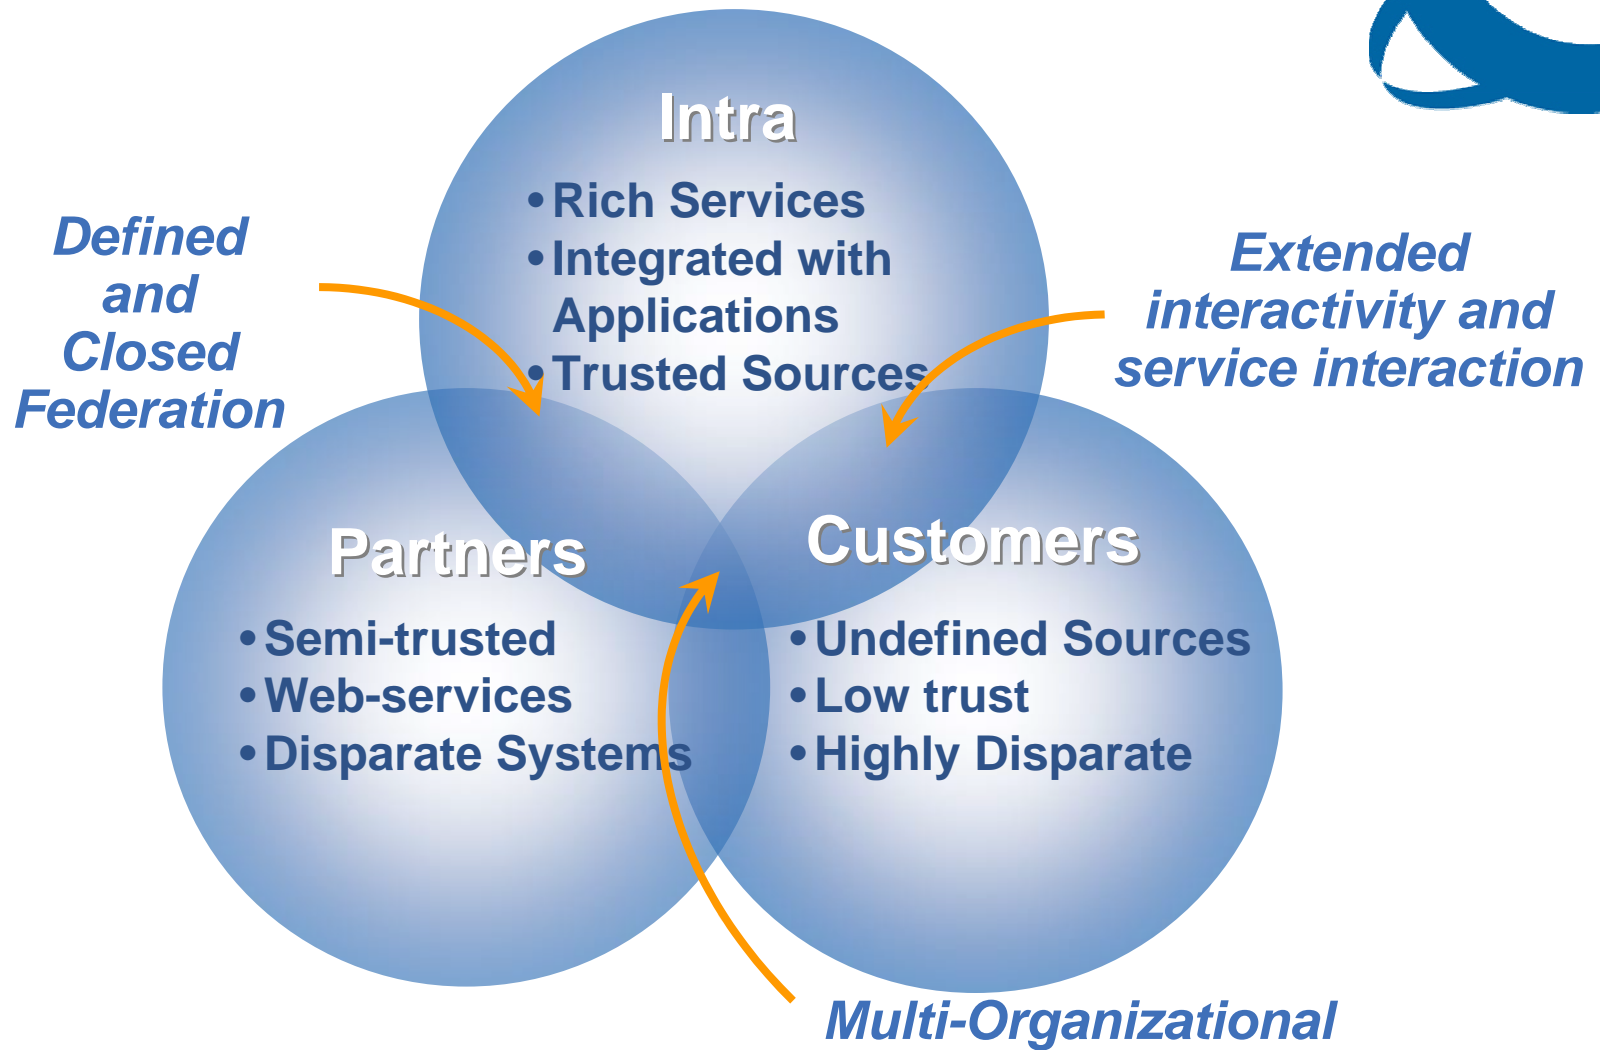 Intra
• Rich Services
• Integrated with
Applications
• Trusted Sources
Defined
and
Closed
Federation
Extended
interactivity and
service interaction
Partners
• Semi-trusted
• Web-services
• Disparate Systems
Customers
• Undefined Sources
• Low trust
• Highly Disparate
Multi-Organizational